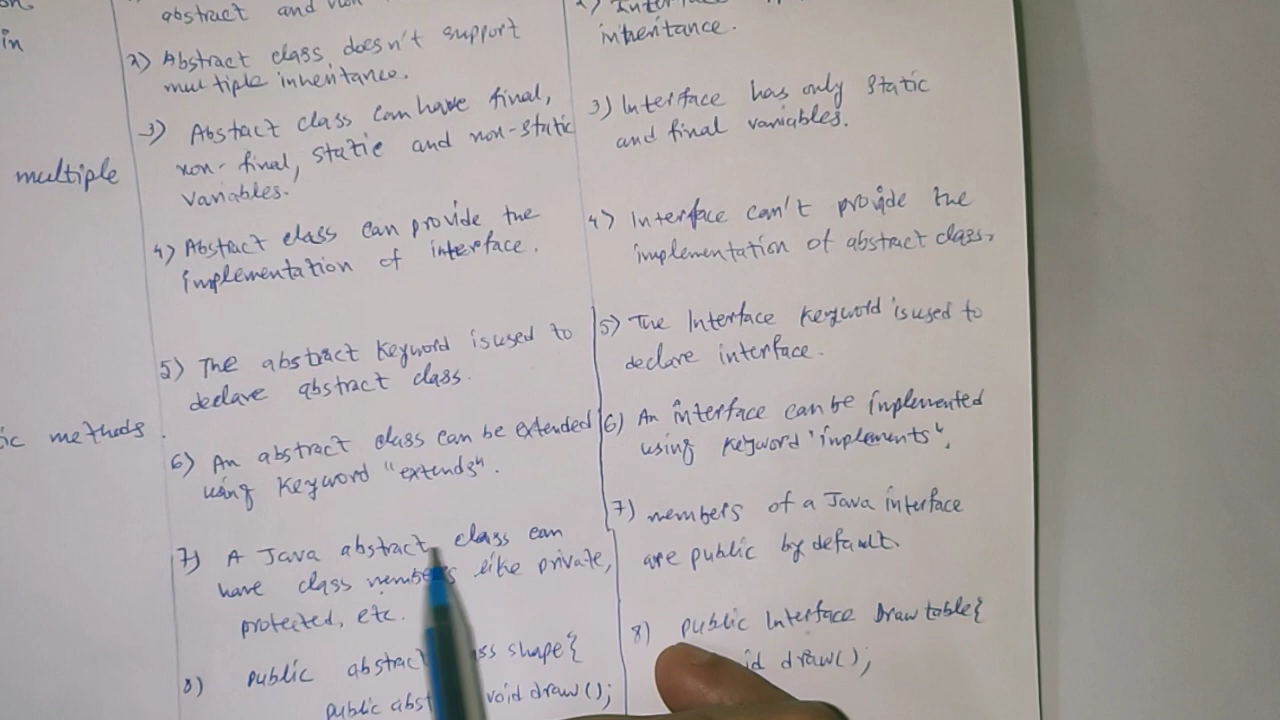 in
multiple
ic methods.
abstract and non
2) Abstract class doesn't support
multiple inheritance.
3) Abstract class can have final,
non-final, static and non-static
variables.
4) Abstract class can provide the
implementation of interface.
5) The abstract keyword is used to
declare abstract class.
6) An abstract class can be extended
using keyword "extends".
7) A Java abstract class can
have class members like private,
protected, etc.
8) public abstract class shape{
public abst void draw();
2) Interface
inheritance.
3) Interface has only static
and final variables.
4) Interface can't provide the
implementation of abstract class.
5) The Interface keyword is used to
declare interface.
6) An interface can be implemented
using keyword "implements".
7) members of a Java interface
are public by default.
8) public Interface Drawtable{
id draw();